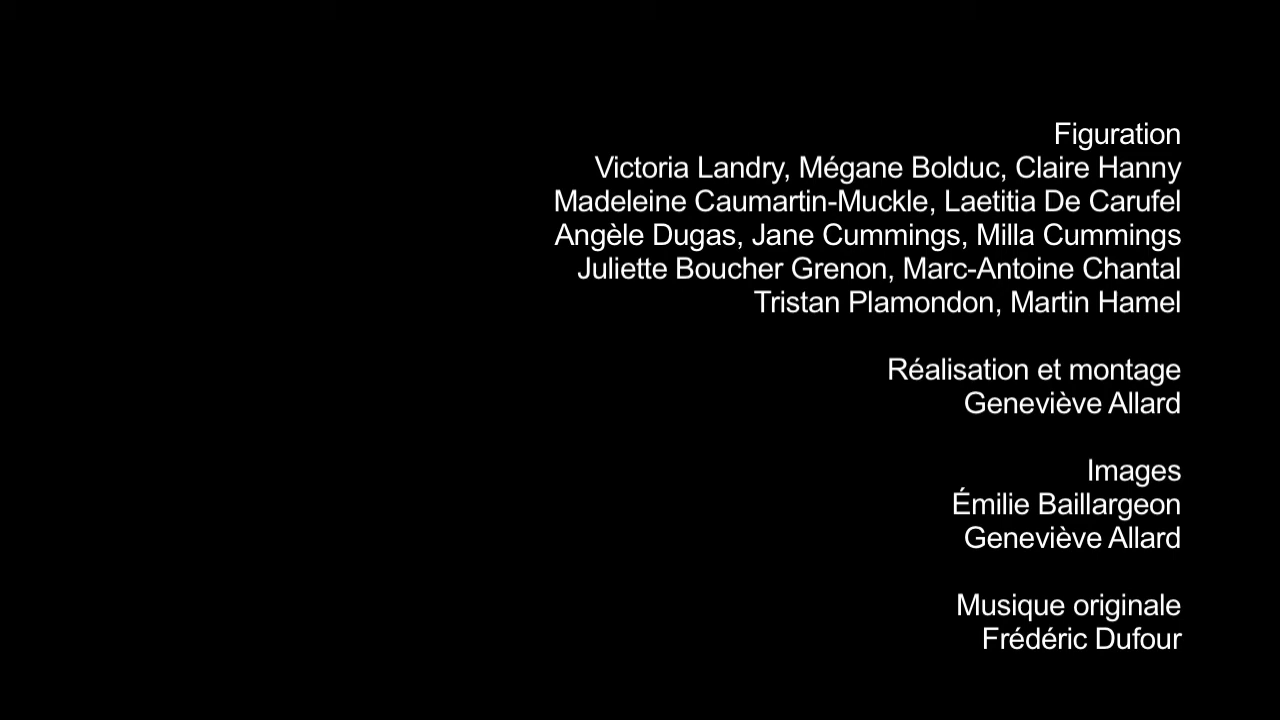 Figuration
Victoria Landry, Mégane Bolduc, Claire Hanny
Madeleine Caumartin-Muckle, Laetitia De Carufel
Angèle Dugas, Jane Cummings, Milla Cummings
Juliette Boucher Grenon, Marc-Antoine Chantal
Tristan Plamondon, Martin Hamel
Réalisation et montage
Geneviève Allard
Images
Émilie Baillargeon
Geneviève Allard
Musique originale
Frédéric Dufour